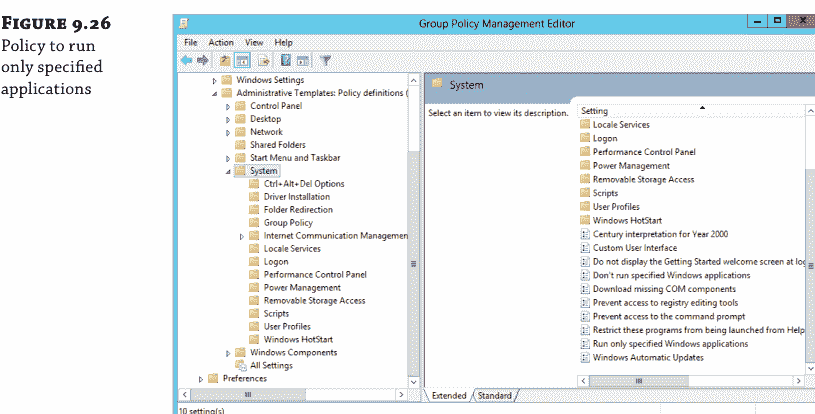 FIGURE 9.26
Policy to run
only specified
applications
Group Policy Management Editor
File Action View Help
Windows Settings
Administrative Templates: Policy definitions (
Control Panel
Desktop
Network
Shared Folders
Start Menu and Taskbar
System
Ctrl+Alt+Del Options
Driver Installation
Folder Redirection
Group Policy
Internet Communication Managemen
Locale Services
Logon
Performance Control Panel
Power Management
Removable Storage Access
Scripts
User Profiles
Windows HotStart
Windows Components
All Settings
Preferences
System
Select an item to view its description.
Setting
Locale Services
Logon
Performance Control Panel
Power Management
Removable Storage Access
Scripts
User Profiles
Windows HotStart
Century interpretation for Year 2000
Custom User Interface
Do not display the Getting Started welcome screen at log
Don't run specified Windows applications
Download missing COM components
Prevent access to registry editing tools
Prevent access to the command prompt
Restrict these programs from being launched from Help
Run only specified Windows applications
Windows Automatic Updates
Extended Standard
10 setting(s)